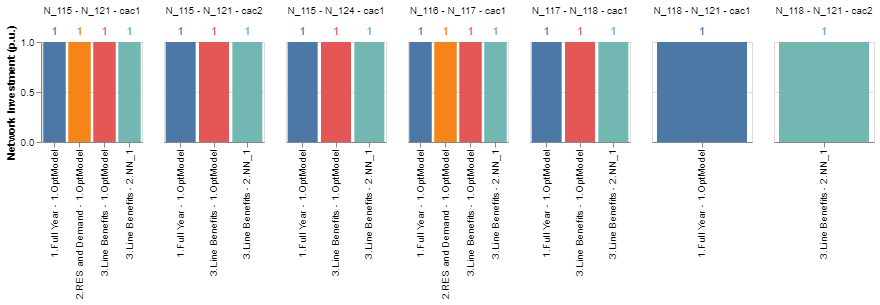 N_115 - N_121 - cac1
N_115 - N_121 - cac2
N_115 - N_124 - cac1
N_116 - N_117 - cac1
N_117 - N_118 - cac1
N_118 - N_121 - cac1
N_118 - N_121 - cac2
1 1 1 1
1 1 1
1 1 1
1 1 1 1
1 1 1
1
1
Network Investment (p.u.)
1.0
0.5
0.0
1.Full Year - 1.OptModel
2.RES and Demand - 1.OptModel
3.Line Benefits - 1.OptModel
3.Line Benefits - 2.NN_1
1.Full Year - 1.OptModel
3.Line Benefits - 1.OptModel
3.Line Benefits - 2.NN_1
1.Full Year - 1.OptModel
3.Line Benefits - 1.OptModel
3.Line Benefits - 2.NN_1
1.Full Year - 1.OptModel
2.RES and Demand - 1.OptModel
3.Line Benefits - 1.OptModel
3.Line Benefits - 2.NN_1
1.Full Year - 1.OptModel
3.Line Benefits - 1.OptModel
3.Line Benefits - 2.NN_1
1.Full Year - 1.OptModel
3.Line Benefits - 2.NN_1